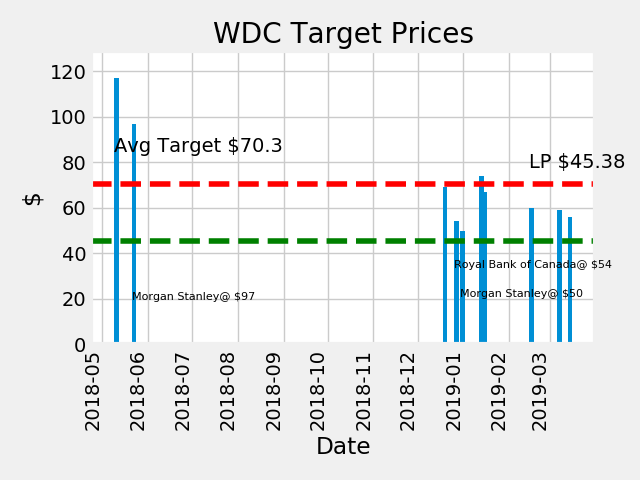 WDC Target Prices
120
100
80
60
40
20
0
$
Avg Target $70.3
LP $45.38
Royal Bank of Canada@ $54
Morgan Stanley@ $97
Morgan Stanley@ $50
2018-05
2018-06
2018-07
2018-08
2018-09
2018-10
2018-11
2018-12
2019-01
2019-02
2019-03
Date